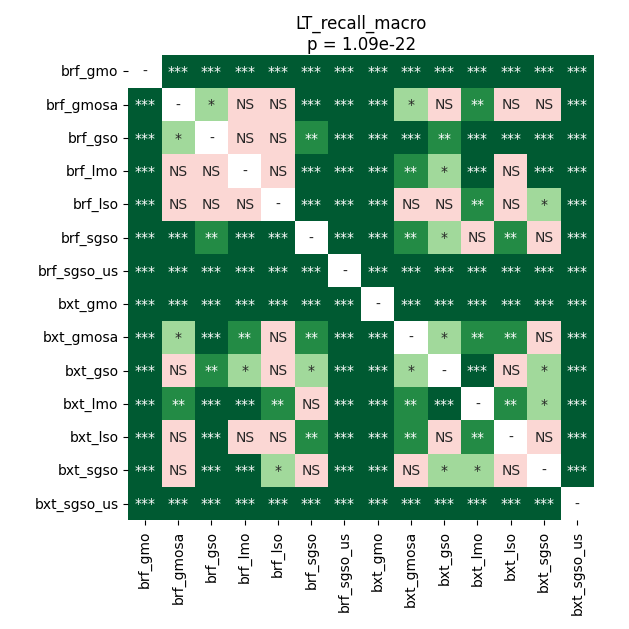 LT_recall_macro
p = 1.09e-22
brf_gmo - *** *** *** *** *** *** *** *** *** *** *** *** ***
brf_gmosa *** - * NS NS *** *** *** * NS ** NS NS ***
brf_gso *** * - NS NS ** *** *** *** ** *** *** *** ***
brf_lmo *** NS NS - NS *** *** *** ** * *** NS *** ***
brf_lso *** NS NS NS - *** *** *** NS NS ** NS * ***
brf_sgso *** *** ** *** *** - *** *** ** * NS ** NS ***
brf_sgso_us *** *** *** *** *** *** - *** *** *** *** *** *** ***
bxt_gmo *** *** *** *** *** *** *** - *** *** *** *** *** ***
bxt_gmosa *** * *** ** NS ** *** *** - * ** ** NS ***
bxt_gso *** NS ** * NS * *** *** * - *** NS * ***
bxt_lmo *** ** *** *** ** NS *** *** ** *** - ** * ***
bxt_lso *** NS *** NS NS ** *** *** ** NS ** - NS ***
bxt_sgso *** NS *** *** * NS *** *** NS * * NS - ***
bxt_sgso_us *** *** *** *** *** *** *** *** *** *** *** *** *** -
brf_gmo
brf_gmosa
brf_gso
brf_lmo
brf_lso
brf_sgso
brf_sgso_us
bxt_gmo
bxt_gmosa
bxt_gso
bxt_lmo
bxt_lso
bxt_sgso
bxt_sgso_us